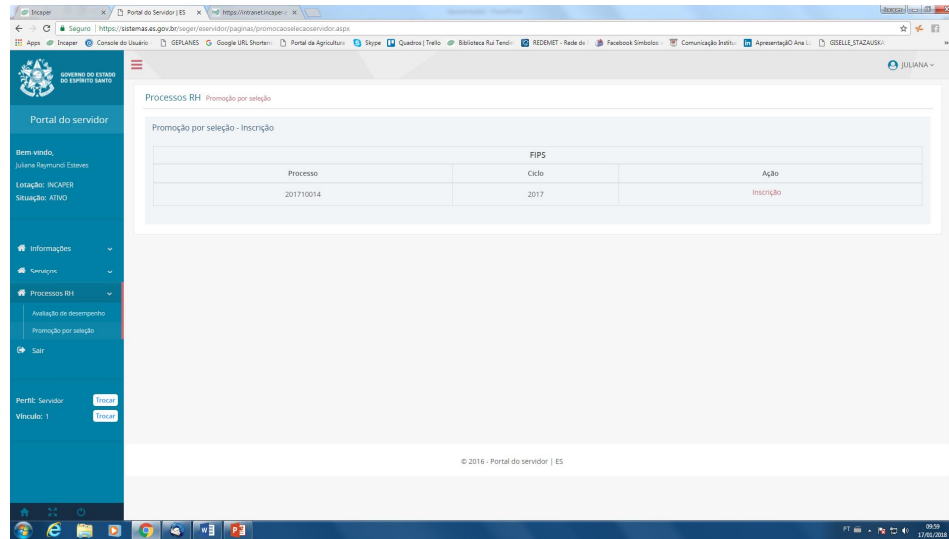 Incaper
Portal do Servidor | ES
https://intranet.incaper
Seguro | https://sistemas.es.gov.br/seger/eservidor/paginas/promocaoselecaoservidor.aspx
Apps Incaper Console do Usuário GEPLANES Google URL Shorten Portal da Agricultura Skype Quadros | Trello Biblioteca Rui Tendin REDEMET - Rede de Facebook Simbolos Comunicação Institu ApresentaçãO Ana L GISELLE_STAZAUSKA
GOVERNO DO ESTADO
DO ESPÍRITO SANTO
JULIANA
Portal do servidor
Bem-vindo,
Juliana Raymundi Esteves
Lotação: INCAPER
Situação: ATIVO
Informações
Serviços
Processos RH
Avaliação de desempenho
Promoção por seleção
Sair
Perfil: Servidor Trocar
Vínculo: 1 Trocar
Processos RH Promoção por seleção
Promoção por seleção - Inscrição
FIPS
Processo Ciclo Ação
201710014 2017 Inscrição
© 2016 - Portal do servidor | ES
PT
09:59
17/01/2018